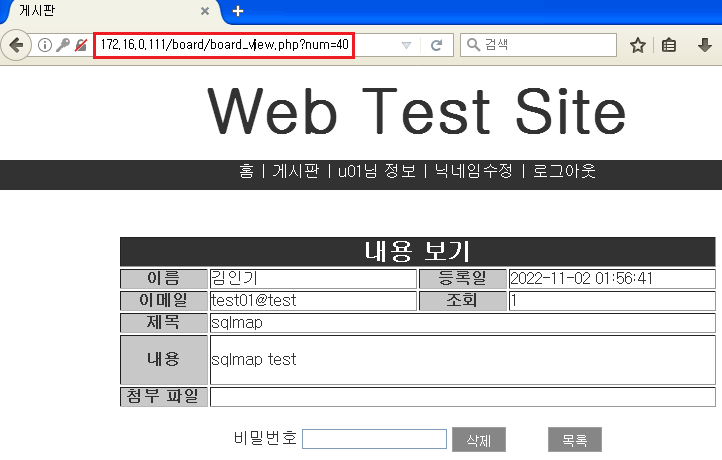 게시판
172.16.0.111/board/board_view.php?num=40
검색
Web Test Site
홈 | 게시판 | u01님 정보 | 닉네임수정 | 로그아웃
내용 보기
이름 김인기 등록일 2022-11-02 01:56:41
이메일 test01@test 조회 1
제목 sqlmap
내용 sqlmap test
첨부 파일
비밀번호 삭제 목록